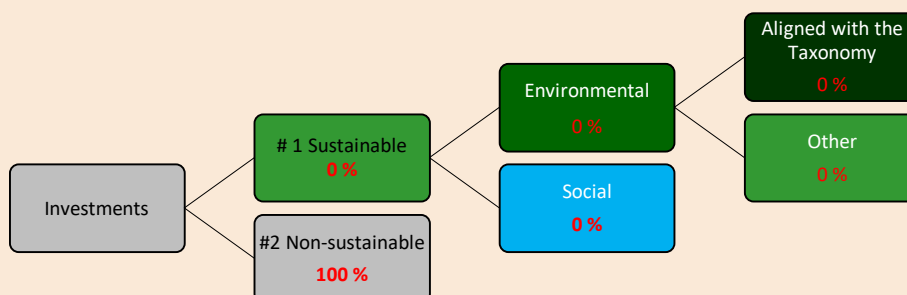 Investments
# 1 Sustainable
0 %
#2 Non-sustainable
100 %
Environmental
0 %
Social
0 %
Aligned with the
Taxonomy
0 %
Other
0 %